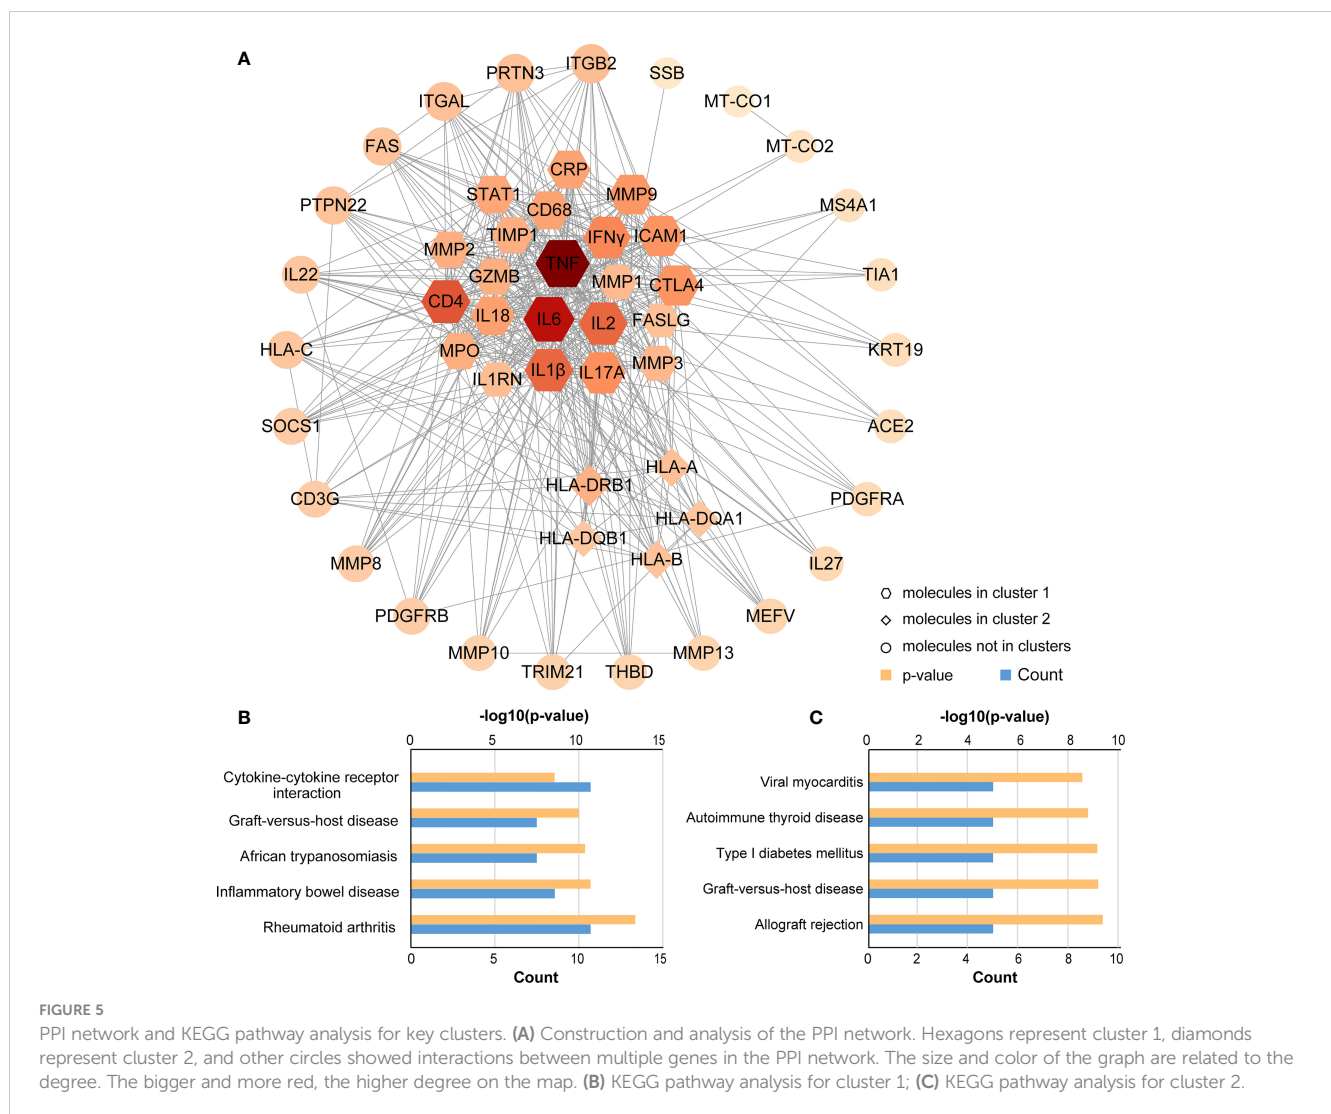 A
ITGB2
PRTN3
SSB
ITGAL
MT-CO1
FAS
MT-CO2
CRP
STAT1
MMP9
PTPN22
CD68
MS4A1
TIMP1
IFNγ
ICAM1
MMP2
TNF
IL22
GZMB
MMP1
CTLA4
TIA1
CD4
IL18
IL6
IL2
FASLG
HLA-C
MPO
KRT19
IL1RN
IL1β
IL17A
MMP3
SOCS1
ACE2
HLA-A
HLA-DRB1
CD3G
PDGFRA
HLA-DQA1
HLA-DQB1
HLA-B
MMP8
IL27
PDGFRB
MEFV
MMP10
MMP13
TRIM21
THBD
molecules in cluster 1
molecules in cluster 2
molecules not in clusters
p-value Count
B
-log10(p-value)
0 5 10 15
Cytokine-cytokine receptor
interaction
Graft-versus-host disease
African trypanosomiasis
Inflammatory bowel disease
Rheumatoid arthritis
0 5 10 15
Count
C
-log10(p-value)
0 2 4 6 8 10
Viral myocarditis
Autoimmune thyroid disease
Type I diabetes mellitus
Graft-versus-host disease
Allograft rejection
0 2 4 6 8 10
Count
FIGURE 5
PPI network and KEGG pathway analysis for key clusters. (A) Construction and analysis of the PPI network. Hexagons represent cluster 1, diamonds
represent cluster 2, and other circles showed interactions between multiple genes in the PPI network. The size and color of the graph are related to the
degree. The bigger and more red, the higher degree on the map. (B) KEGG pathway analysis for cluster 1; (C) KEGG pathway analysis for cluster 2.